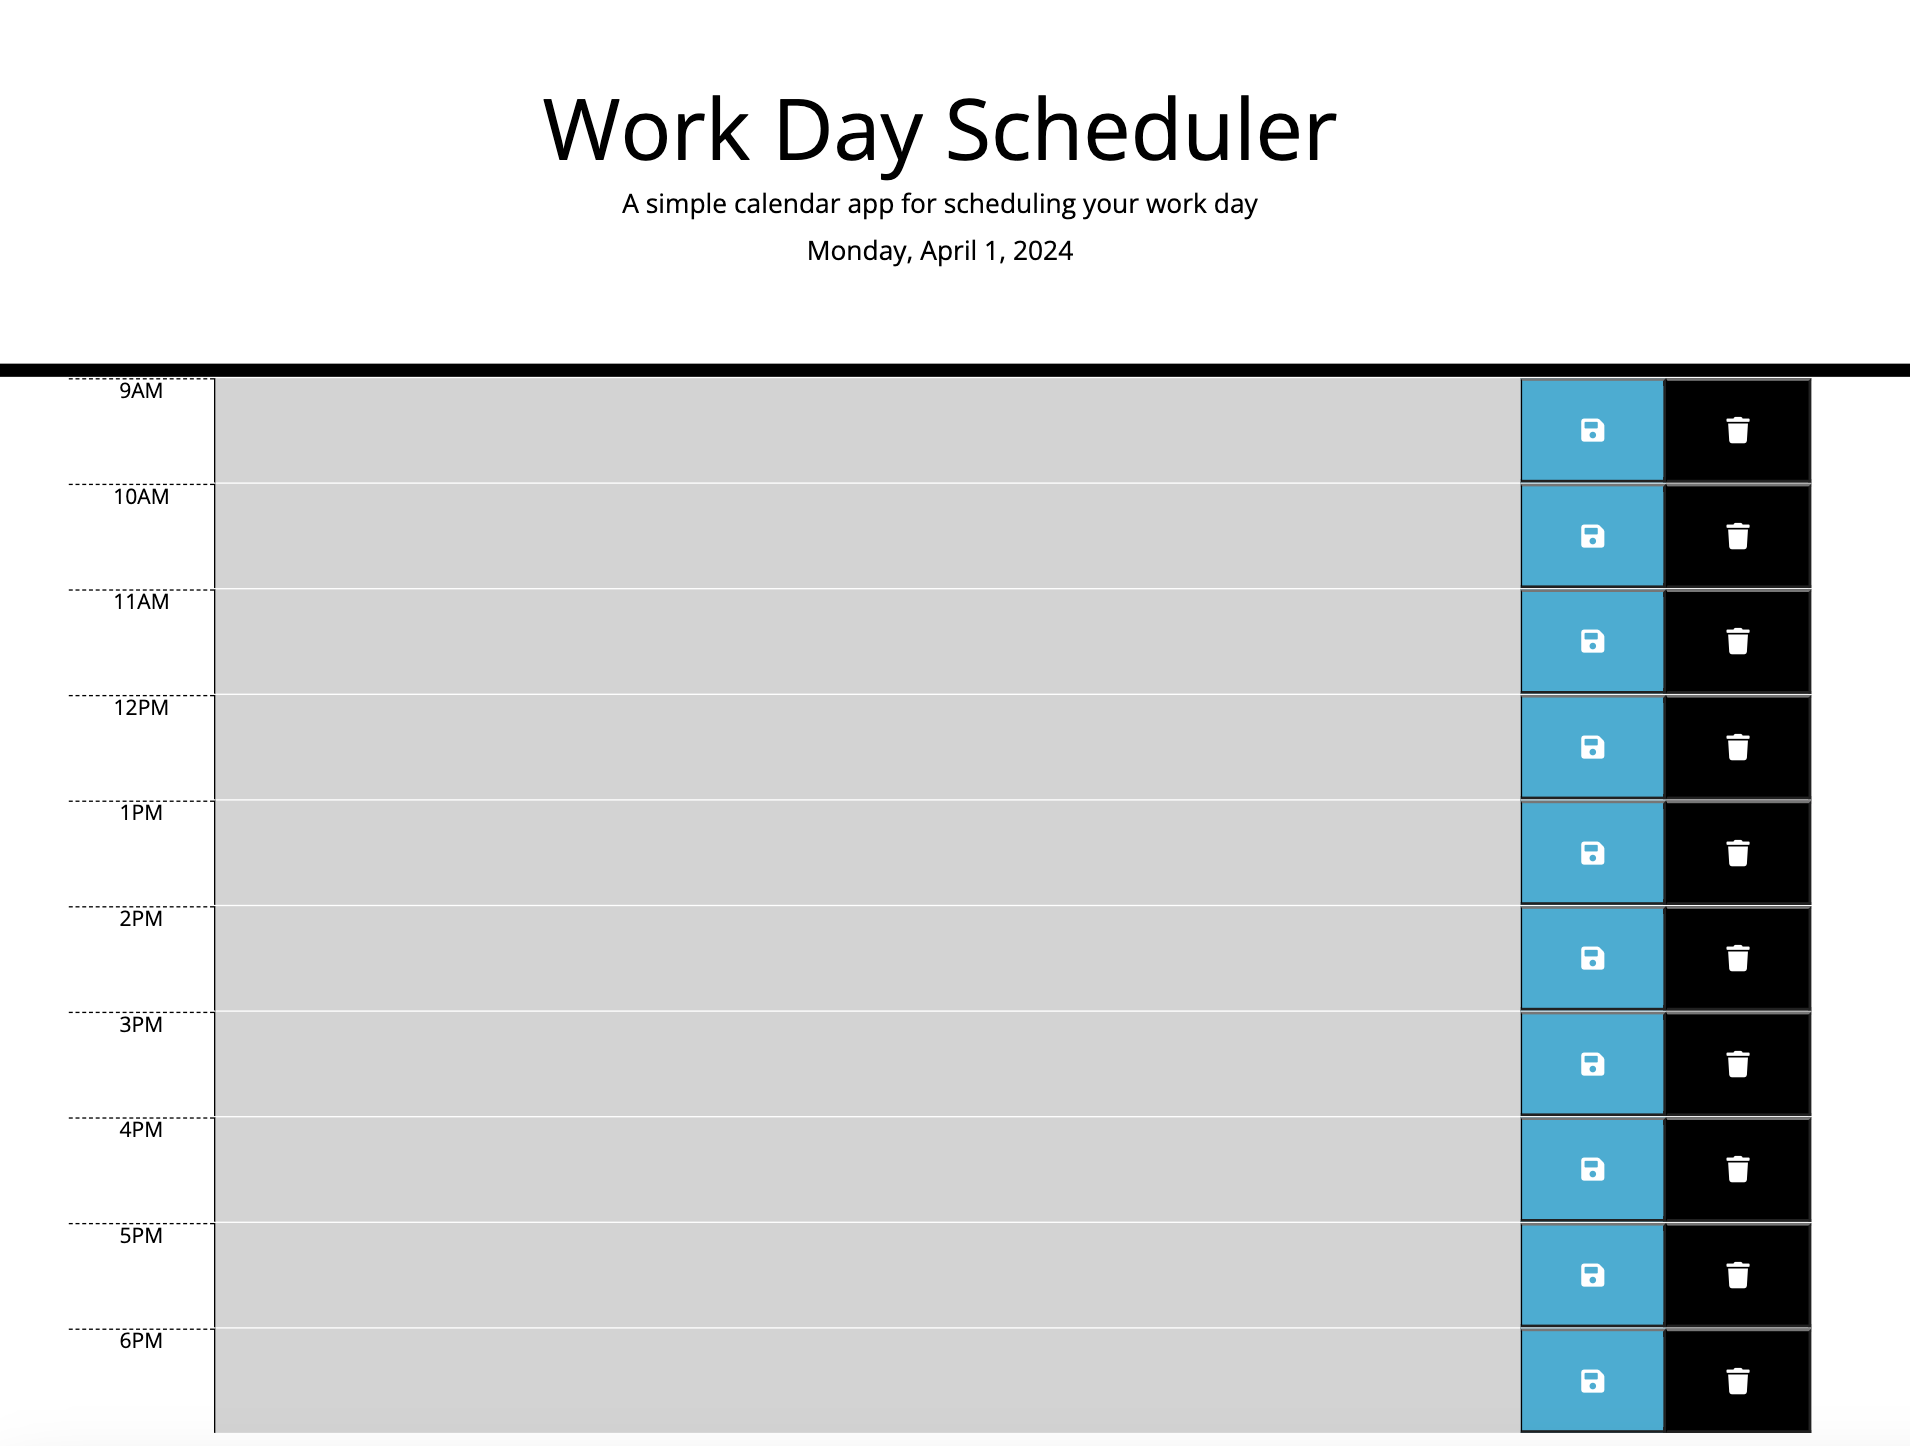 Work Day Scheduler
A simple calendar app for scheduling your work day
Monday, April 1, 2024
9AM
10AM
11AM
12PM
1PM
2PM
3PM
4PM
5PM
6PM